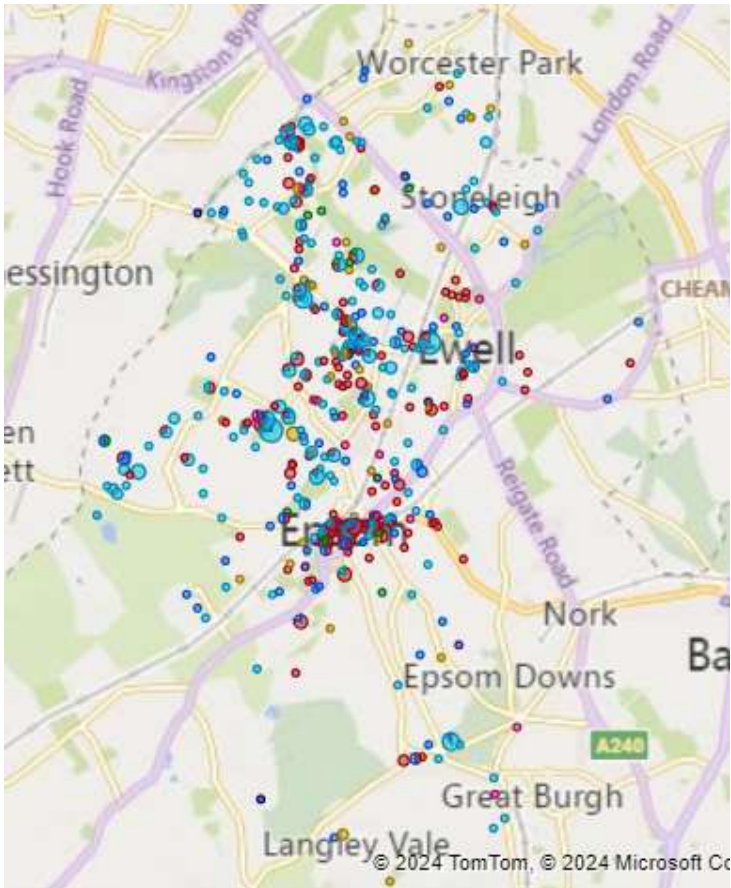 Worcester Park
Kingston Bypa
London Road
Hook Road
Stoneleigh
essington
CHEAM
Ewell
en
ett
Reigate Road
Epsom
Nork
Ba
Epsom Downs
A240
Great Burgh
Langley Vale
© 2024 TomTom, © 2024 Microsoft Co